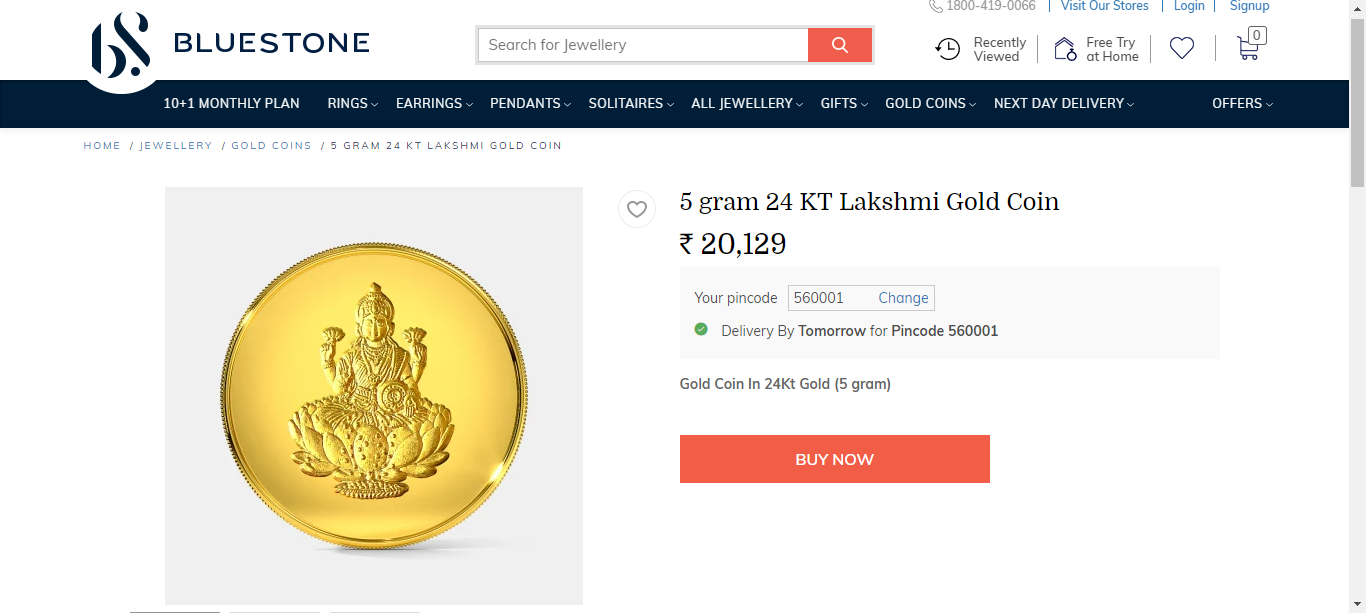 1800-419-0066 Visit Our Stores Login Signup
BLUESTONE
Search for Jewellery
Recently
Viewed
Free Try
at Home
0
10+1 MONTHLY PLAN RINGS EARRINGS PENDANTS SOLITAIRES ALL JEWELLERY GIFTS GOLD COINS NEXT DAY DELIVERY OFFERS
HOME / JEWELLERY / GOLD COINS / 5 GRAM 24 KT LAKSHMI GOLD COIN
5 gram 24 KT Lakshmi Gold Coin
₹ 20,129
Your pincode 560001 Change
Delivery By Tomorrow for Pincode 560001
Gold Coin In 24Kt Gold (5 gram)
BUY NOW